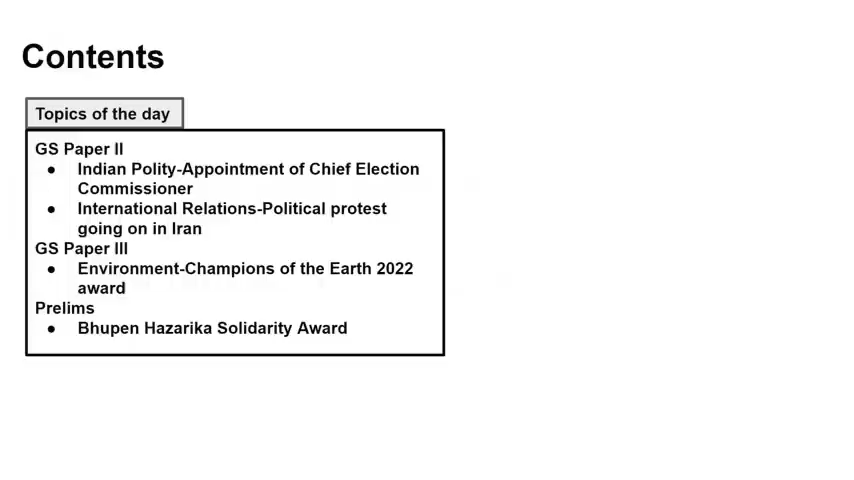 Contents
Topics of the day
GS Paper II
● Indian Polity-Appointment of Chief Election
Commissioner
● International Relations-Political protest
going on in Iran
GS Paper III
● Environment-Champions of the Earth 2022
award
Prelims
● Bhupen Hazarika Solidarity Award